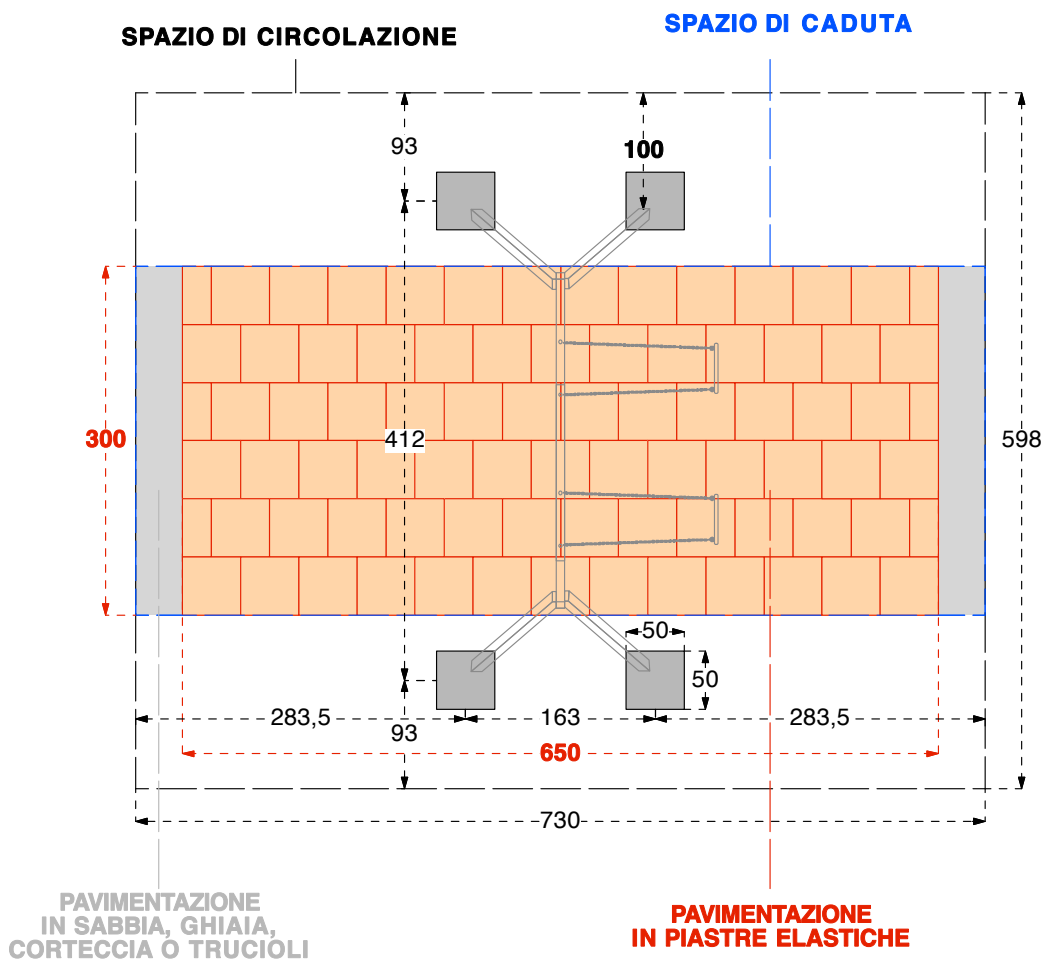 SPAZIO DI CIRCOLAZIONE
SPAZIO DI CADUTA
93
100
300
412
598
50
50
283,5
163
283,5
93
650
730
PAVIMENTAZIONE
IN SABBIA, GHIAIA,
CORTECCIA O TRUCIOLI
PAVIMENTAZIONE
IN PIASTRE ELASTICHE